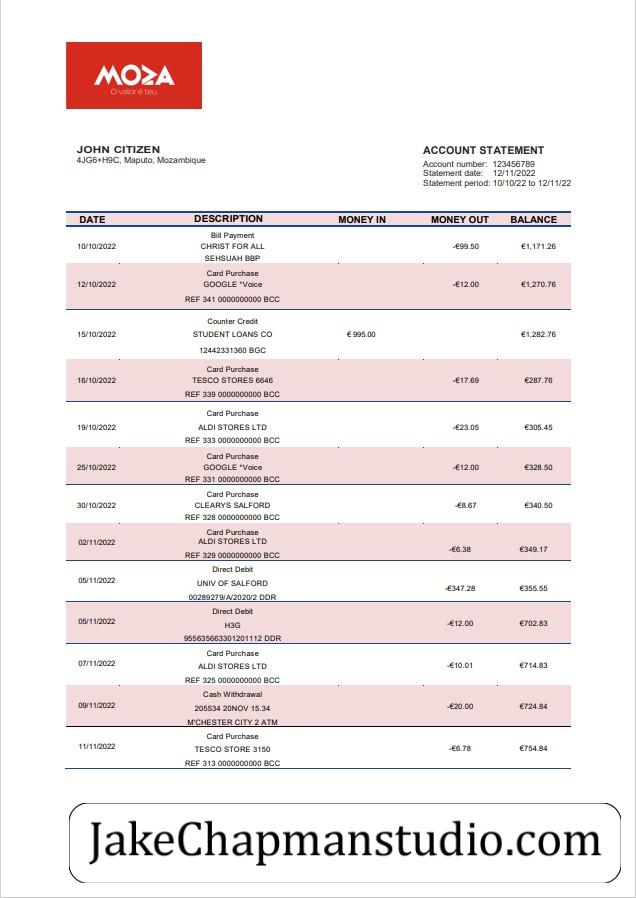 MOZA
O valor é teu.
JOHN CITIZEN
4JG6+H9C, Maputo, Mozambique
ACCOUNT STATEMENT
Account number: 123456789
Statement date: 12/11/2022
Statement period: 10/10/22 to 12/11/22
DATE DESCRIPTION MONEY IN MONEY OUT BALANCE
Bill Payment
10/10/2022 CHRIST FOR ALL -€99.50 €1,171.26
SEHSUAH BBP
Card Purchase
12/10/2022 GOOGLE *Voice -€12.00 €1,270.76
REF 341 0000000000 BCC
Counter Credit
15/10/2022 STUDENT LOANS CO € 995.00 €1,282.76
12442331360 BGC
Card Purchase
16/10/2022 TESCO STORES 6646 -€17.69 €287.76
REF 339 0000000000 BCC
Card Purchase
19/10/2022 ALDI STORES LTD -€23.05 €305.45
REF 333 0000000000 BCC
Card Purchase
25/10/2022 GOOGLE *Voice -€12.00 €328.50
REF 331 0000000000 BCC
Card Purchase
30/10/2022 CLEARYS SALFORD -€8.67 €340.50
REF 328 0000000000 BCC
Card Purchase
02/11/2022 ALDI STORES LTD -€6.38 €349.17
REF 329 0000000000 BCC
Direct Debit
05/11/2022 UNIV OF SALFORD -€347.28 €355.55
00289279/A/2020/2 DDR
Direct Debit
05/11/2022 H3G -€12.00 €702.83
955635663301201112 DDR
Card Purchase
07/11/2022 ALDI STORES LTD -€10.01 €714.83
REF 325 0000000000 BCC
Cash Withdrawal
09/11/2022 205534 20NOV 15.34 -€20.00 €724.84
M'CHESTER CITY 2 ATM
Card Purchase
11/11/2022 TESCO STORE 3150 -€6.78 €754.84
REF 313 0000000000 BCC
JakeChapmanstudio.com